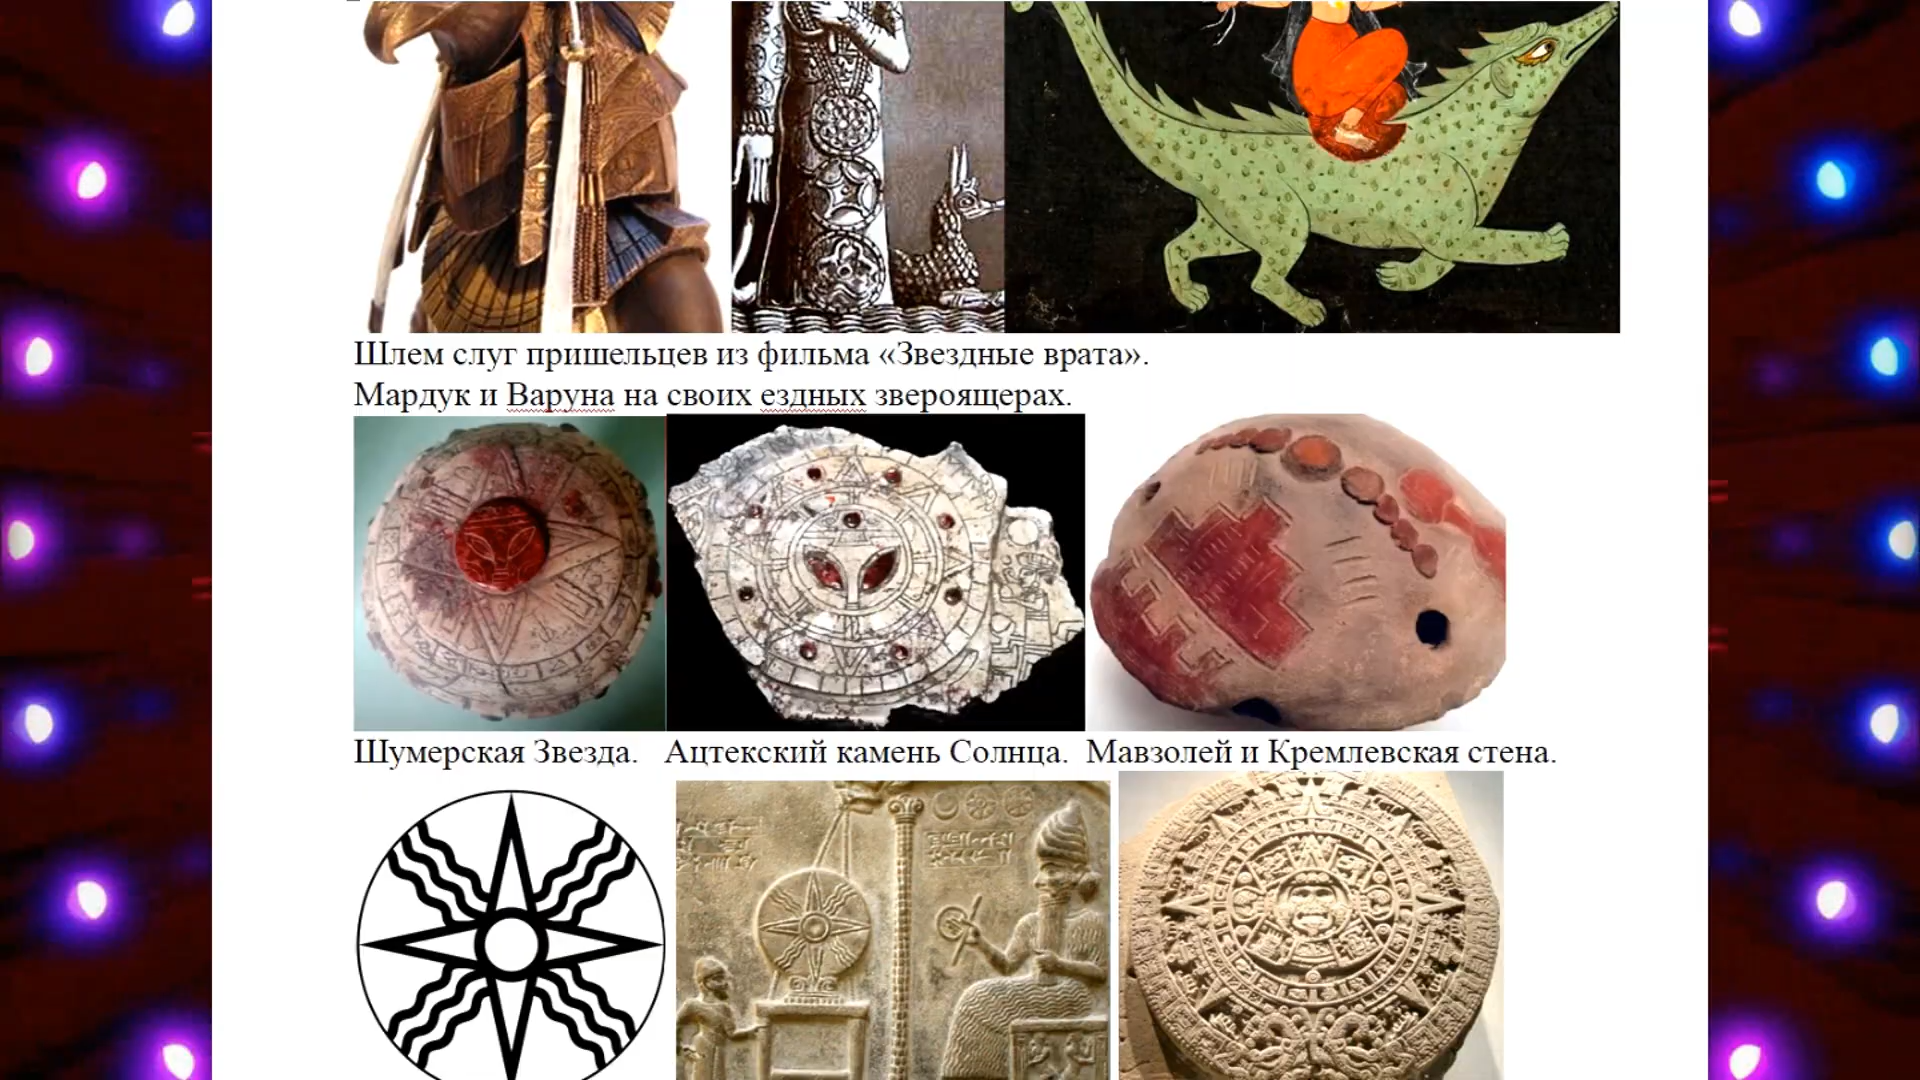 Шлем слуг пришельцев из фильма «Звездные врата».
Мардук и Варуна на своих ездных звероящерах.
Шумерская Звезда. Ацтекский камень Солнца. Мавзолей и Кремлевская стена.